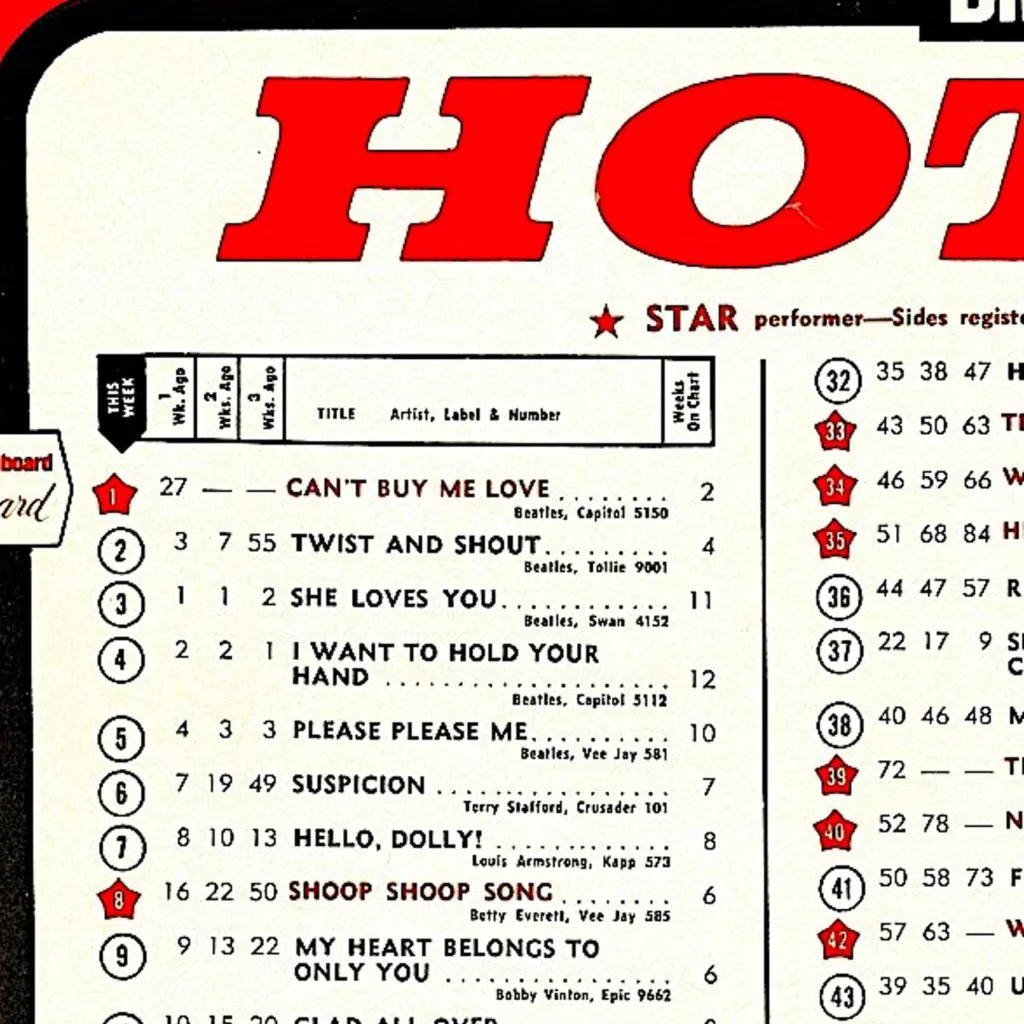 HOT
★ STAR performer—Sides
THIS WEEK
1 Wk. Ago
2 Wks. Ago
3 Wks. Ago
TITLE Artist, Label & Number
Weeks On Chart
1 27 — — CAN'T BUY ME LOVE . . . . . . . . 2
Beatles, Capitol 5150
2 3 7 55 TWIST AND SHOUT . . . . . . . . . 4
Beatles, Tollie 9001
3 1 1 2 SHE LOVES YOU . . . . . . . . . . . . 11
Beatles, Swan 4152
4 2 2 1 I WANT TO HOLD YOUR
HAND . . . . . . . . . . . . . . . . . . . . 12
Beatles, Capitol 5112
5 4 3 3 PLEASE PLEASE ME . . . . . . . . . . 10
Beatles, Vee Jay 581
6 7 19 49 SUSPICION . . . . . . . . . . . . . . . . 7
Terry Stafford, Crusader 101
7 8 10 13 HELLO, DOLLY! . . . . . . . . . . . . 8
Louis Armstrong, Kapp 573
8 16 22 50 SHOOP SHOOP SONG . . . . . . . . 6
Betty Everett, Vee Jay 585
9 9 13 22 MY HEART BELONGS TO
ONLY YOU . . . . . . . . . . . . . . . . 6
Bobby Vinton, Epic 9662
10 15 20 GLAD ALL OVER
32 35 38 47 H
33 43 50 63
34 46 59 66 W
35 51 68 84
36 44 47 57 R
37 22 17 9
38 40 46 48 M
39 72 — —
40 52 78 — N
41 50 58 73 F
42 57 63 — W
43 39 35 40 U
board
ard